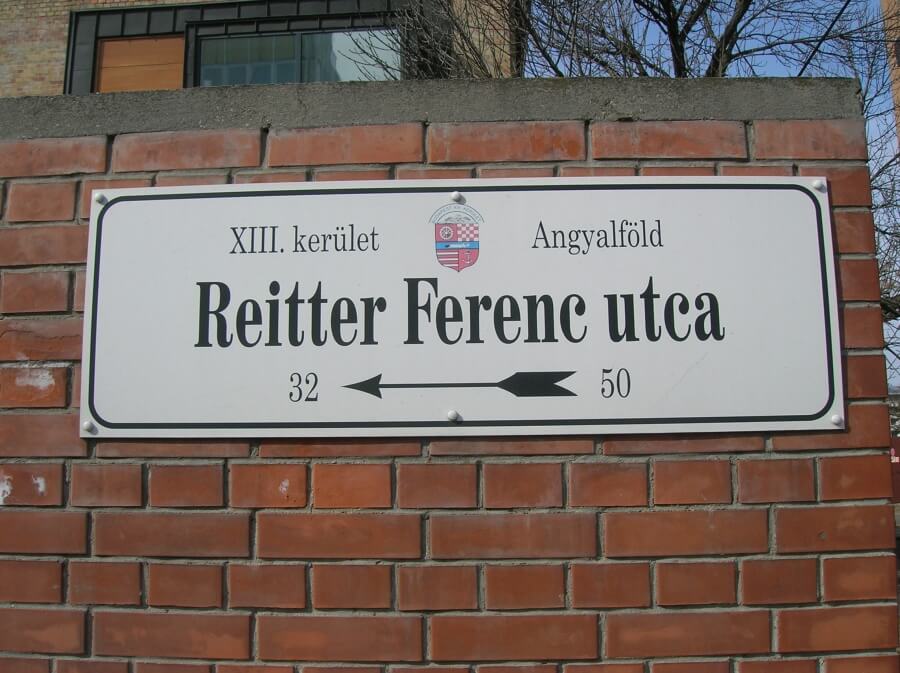 XIII. kerület Angyalföld
Reitter Ferenc utca
32 50